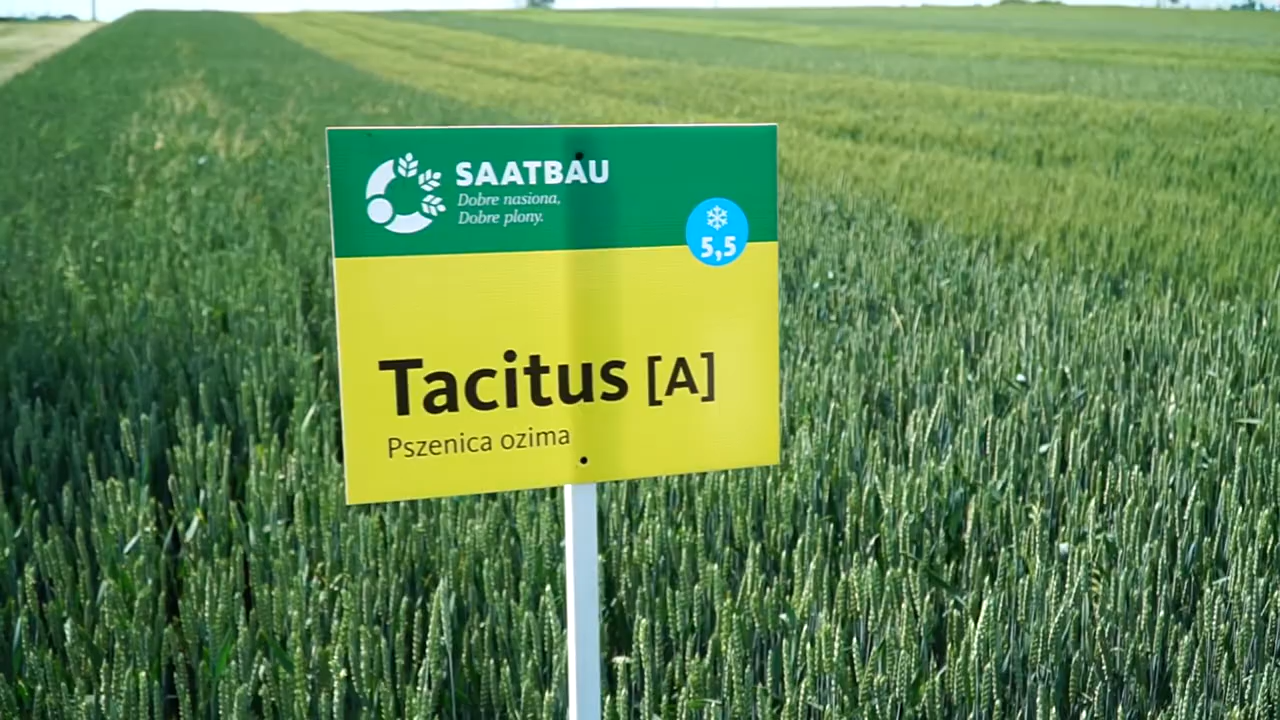 SAATBAU
Dobre nasiona,
Dobre plony.
5,5
Tacitus [A]
Pszenica ozima